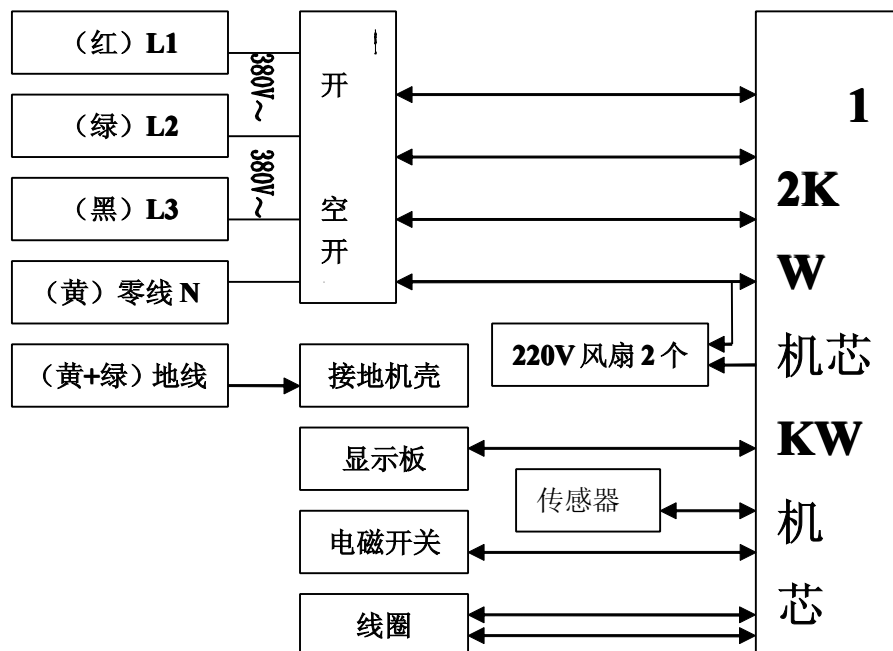 （红）L1
（绿）L2
（黑）L3
（黄）零线 N
（黄+绿）地线
380V～
380V～
开
空
开
接地机壳
显示板
电磁开关
线圈
220V 风扇 2 个
传感器
1
2K
W
机芯
KW
机
芯